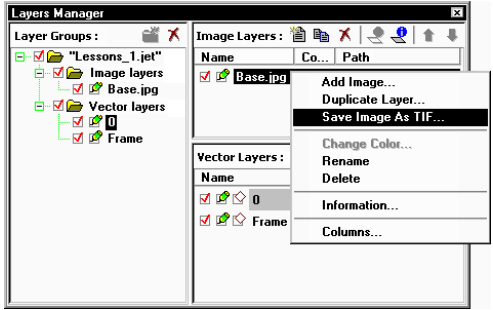 Layers Manager
Layer Groups :
"Lessons_1.jet"
Image layers
Base.jpg
Vector layers
0
Frame
Image Layers :
Name Co... Path
Base.jpg
Vector Layers :
Name
0
Frame
Add Image...
Duplicate Layer...
Save Image As TIF...
Change Color...
Rename
Delete
Information...
Columns...